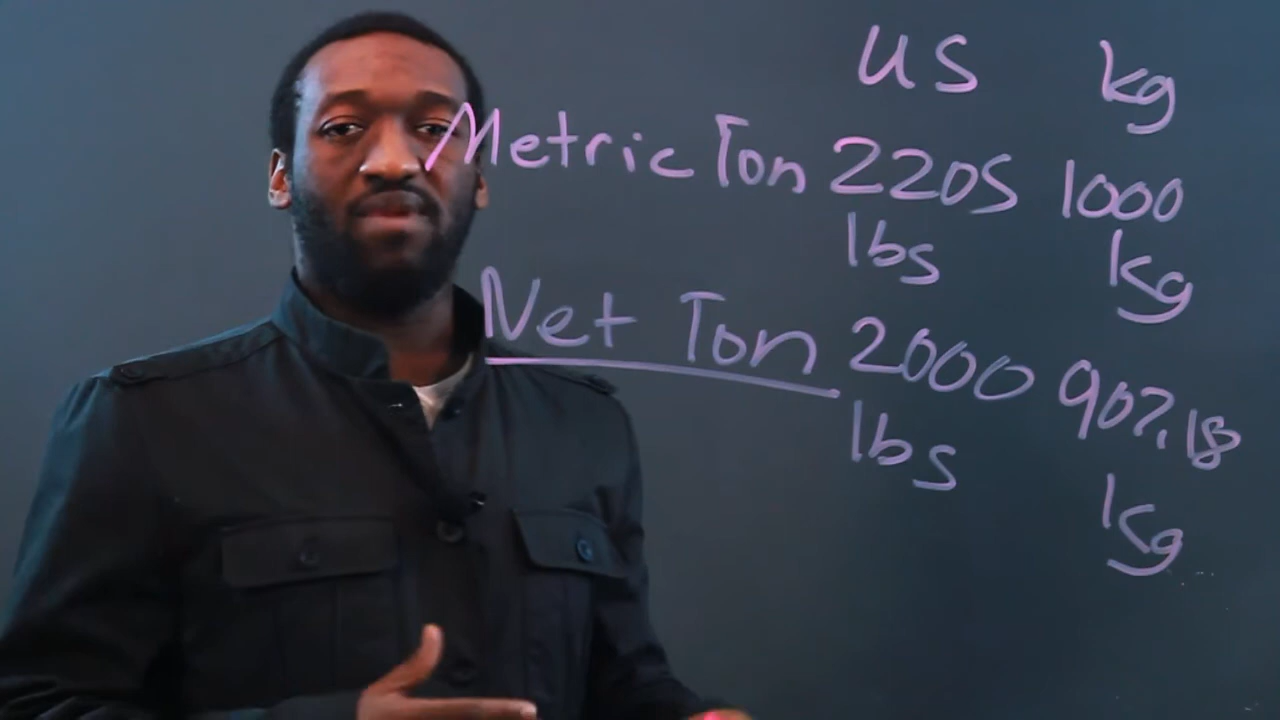 US kg
Metric Ton 2205 1000
lbs kg
Net Ton 2000 907.18
lbs kg